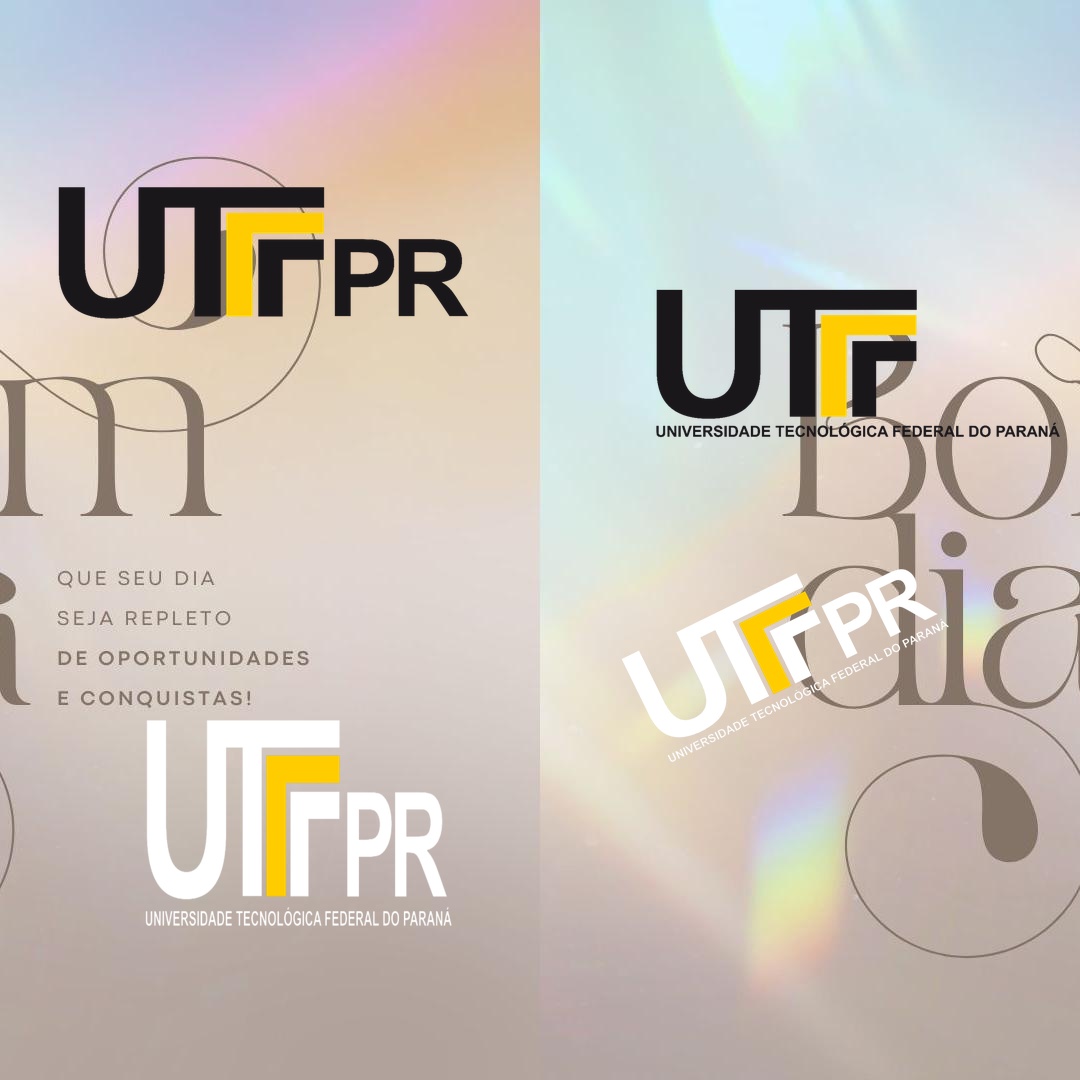 UTFPR
m
i
QUE SEU DIA
SEJA REPLETO
DE OPORTUNIDADES
E CONQUISTAS!
UTFPR
UNIVERSIDADE TECNOLÓGICA FEDERAL DO PARANÁ
UTF
UNIVERSIDADE TECNOLÓGICA FEDERAL DO PARANÁ
Bo
dia
UTFPR
UNIVERSIDADE TECNOLÓGICA FEDERAL DO PARANÁ